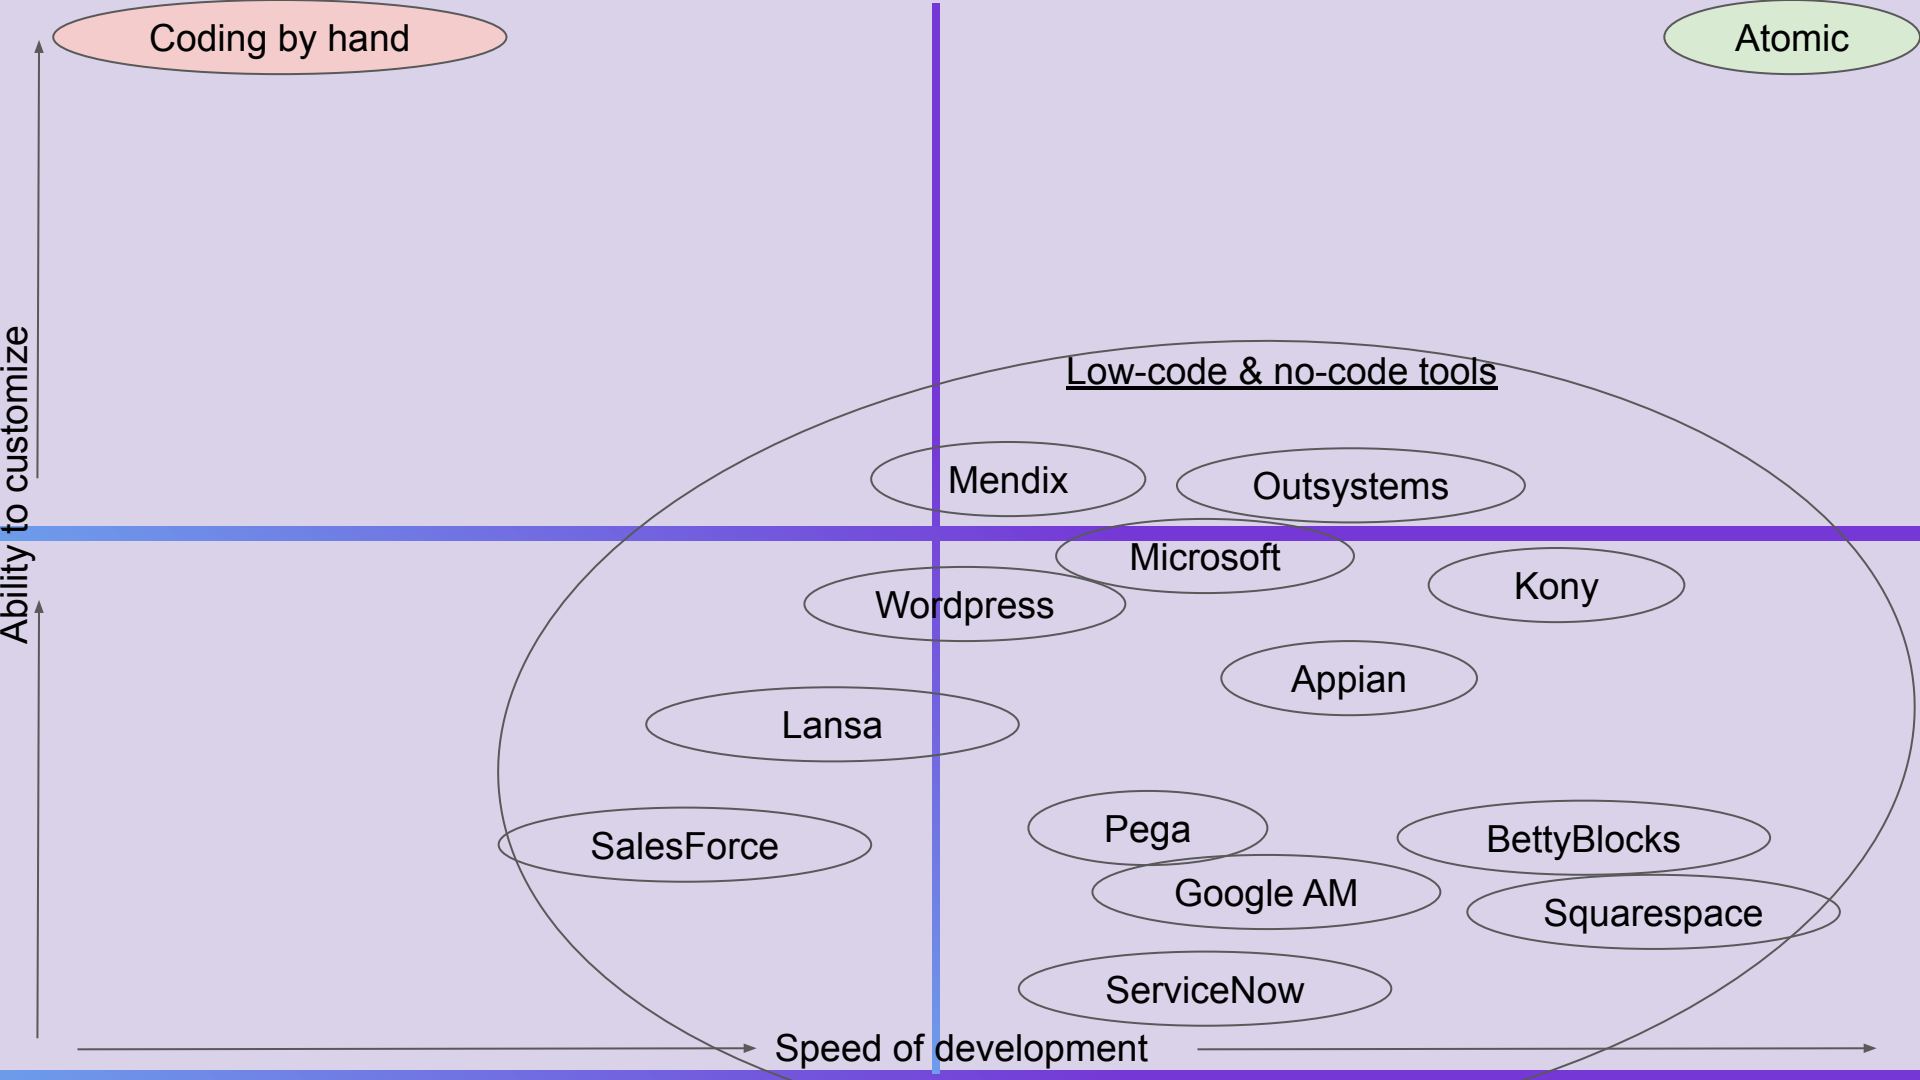 Coding by hand
Atomic
Ability to customize
Low-code & no-code tools
Mendix
Outsystems
Microsoft
Kony
Wordpress
Appian
Lansa
Pega
BettyBlocks
SalesForce
Google AM
Squarespace
ServiceNow
Speed of development